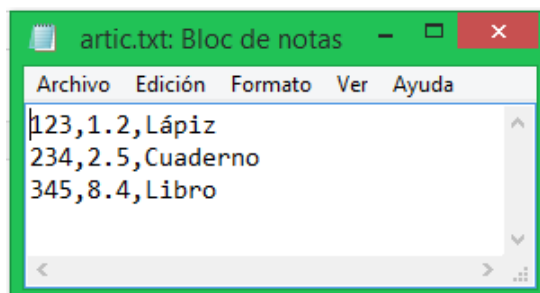 artic.txt: Bloc de notas
Archivo Edición Formato Ver Ayuda
123,1.2,Lápiz
234,2.5,Cuaderno
345,8.4,Libro